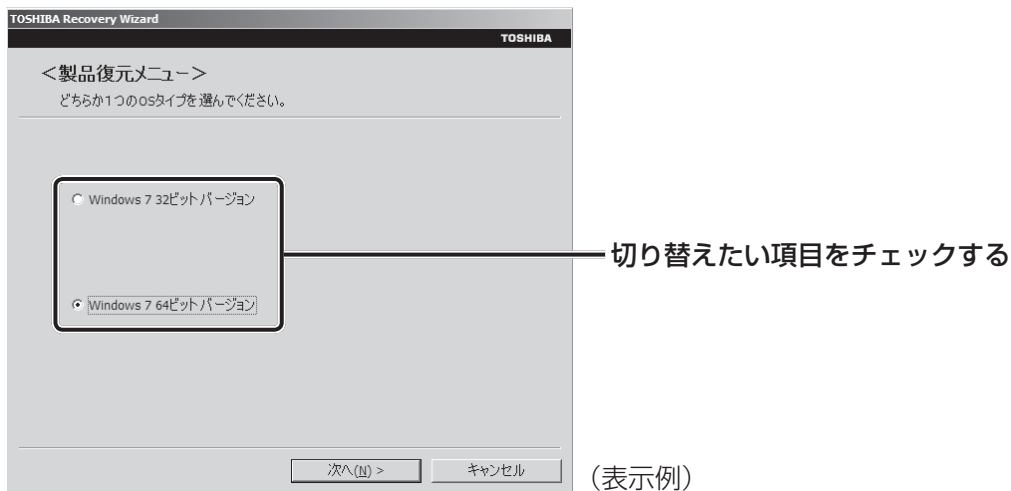 TOSHIBA Recovery Wizard
TOSHIBA
＜製品復元メニュー＞
どちらか1つのOSタイプを選んでください。
Windows 7 32ビットバージョン
切り替えたい項目をチェックする
Windows 7 64ビットバージョン
次へ(N) >
キャンセル
（表示例）